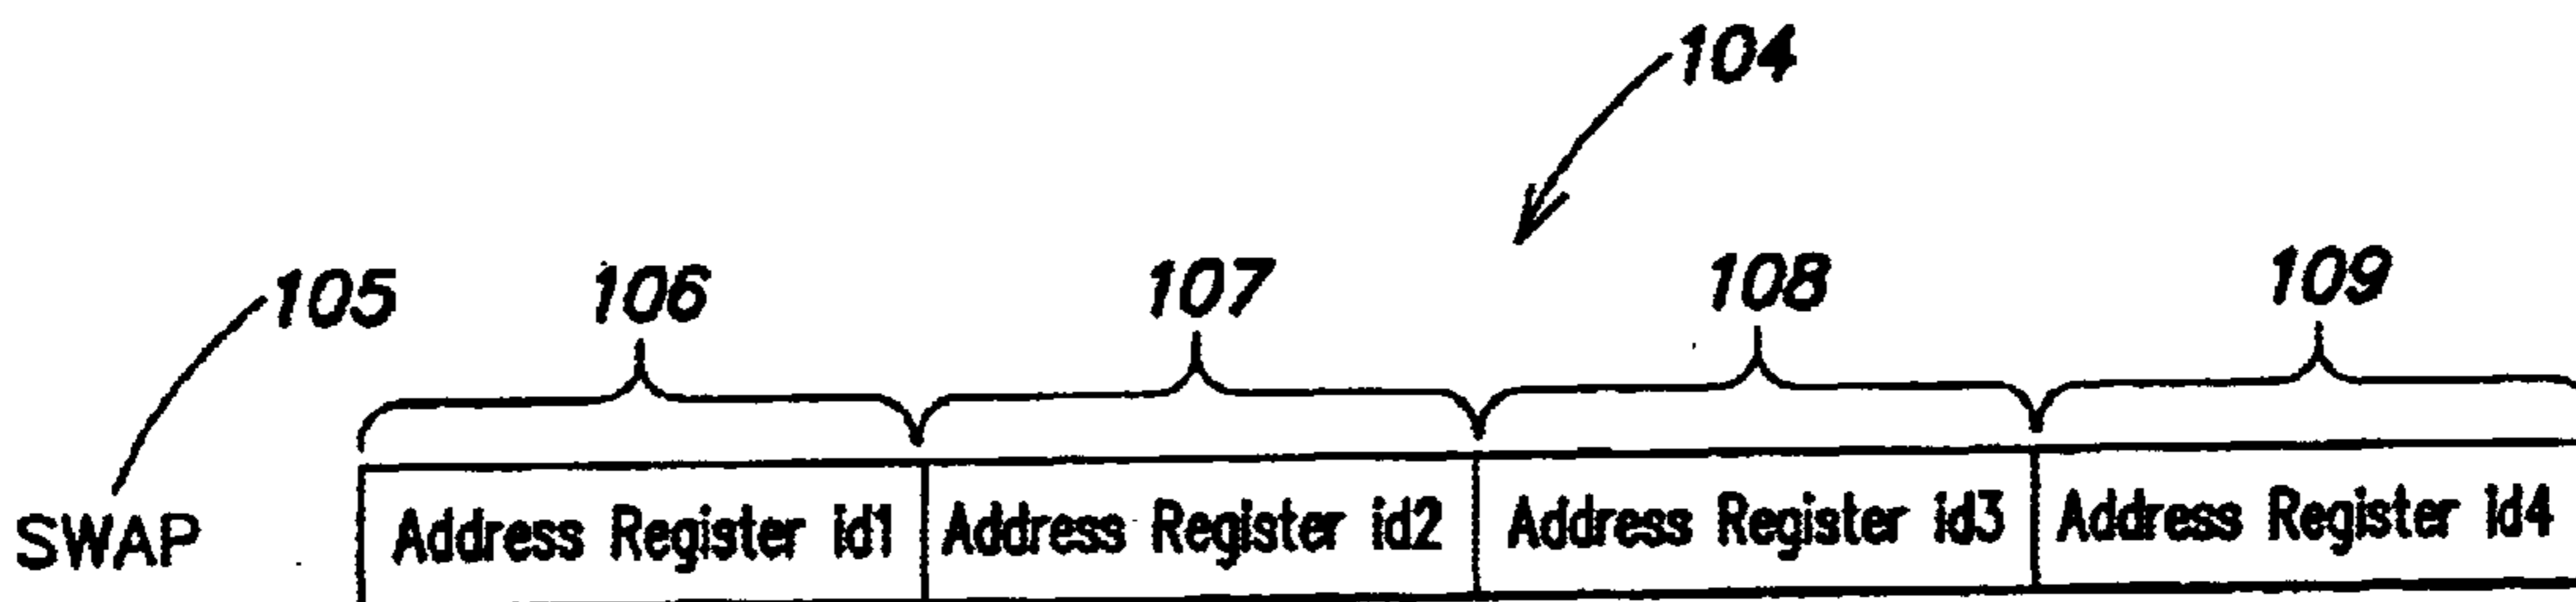 104
105 106 107 108 109
SWAP Address Register id1 Address Register id2 Address Register id3 Address Register id4